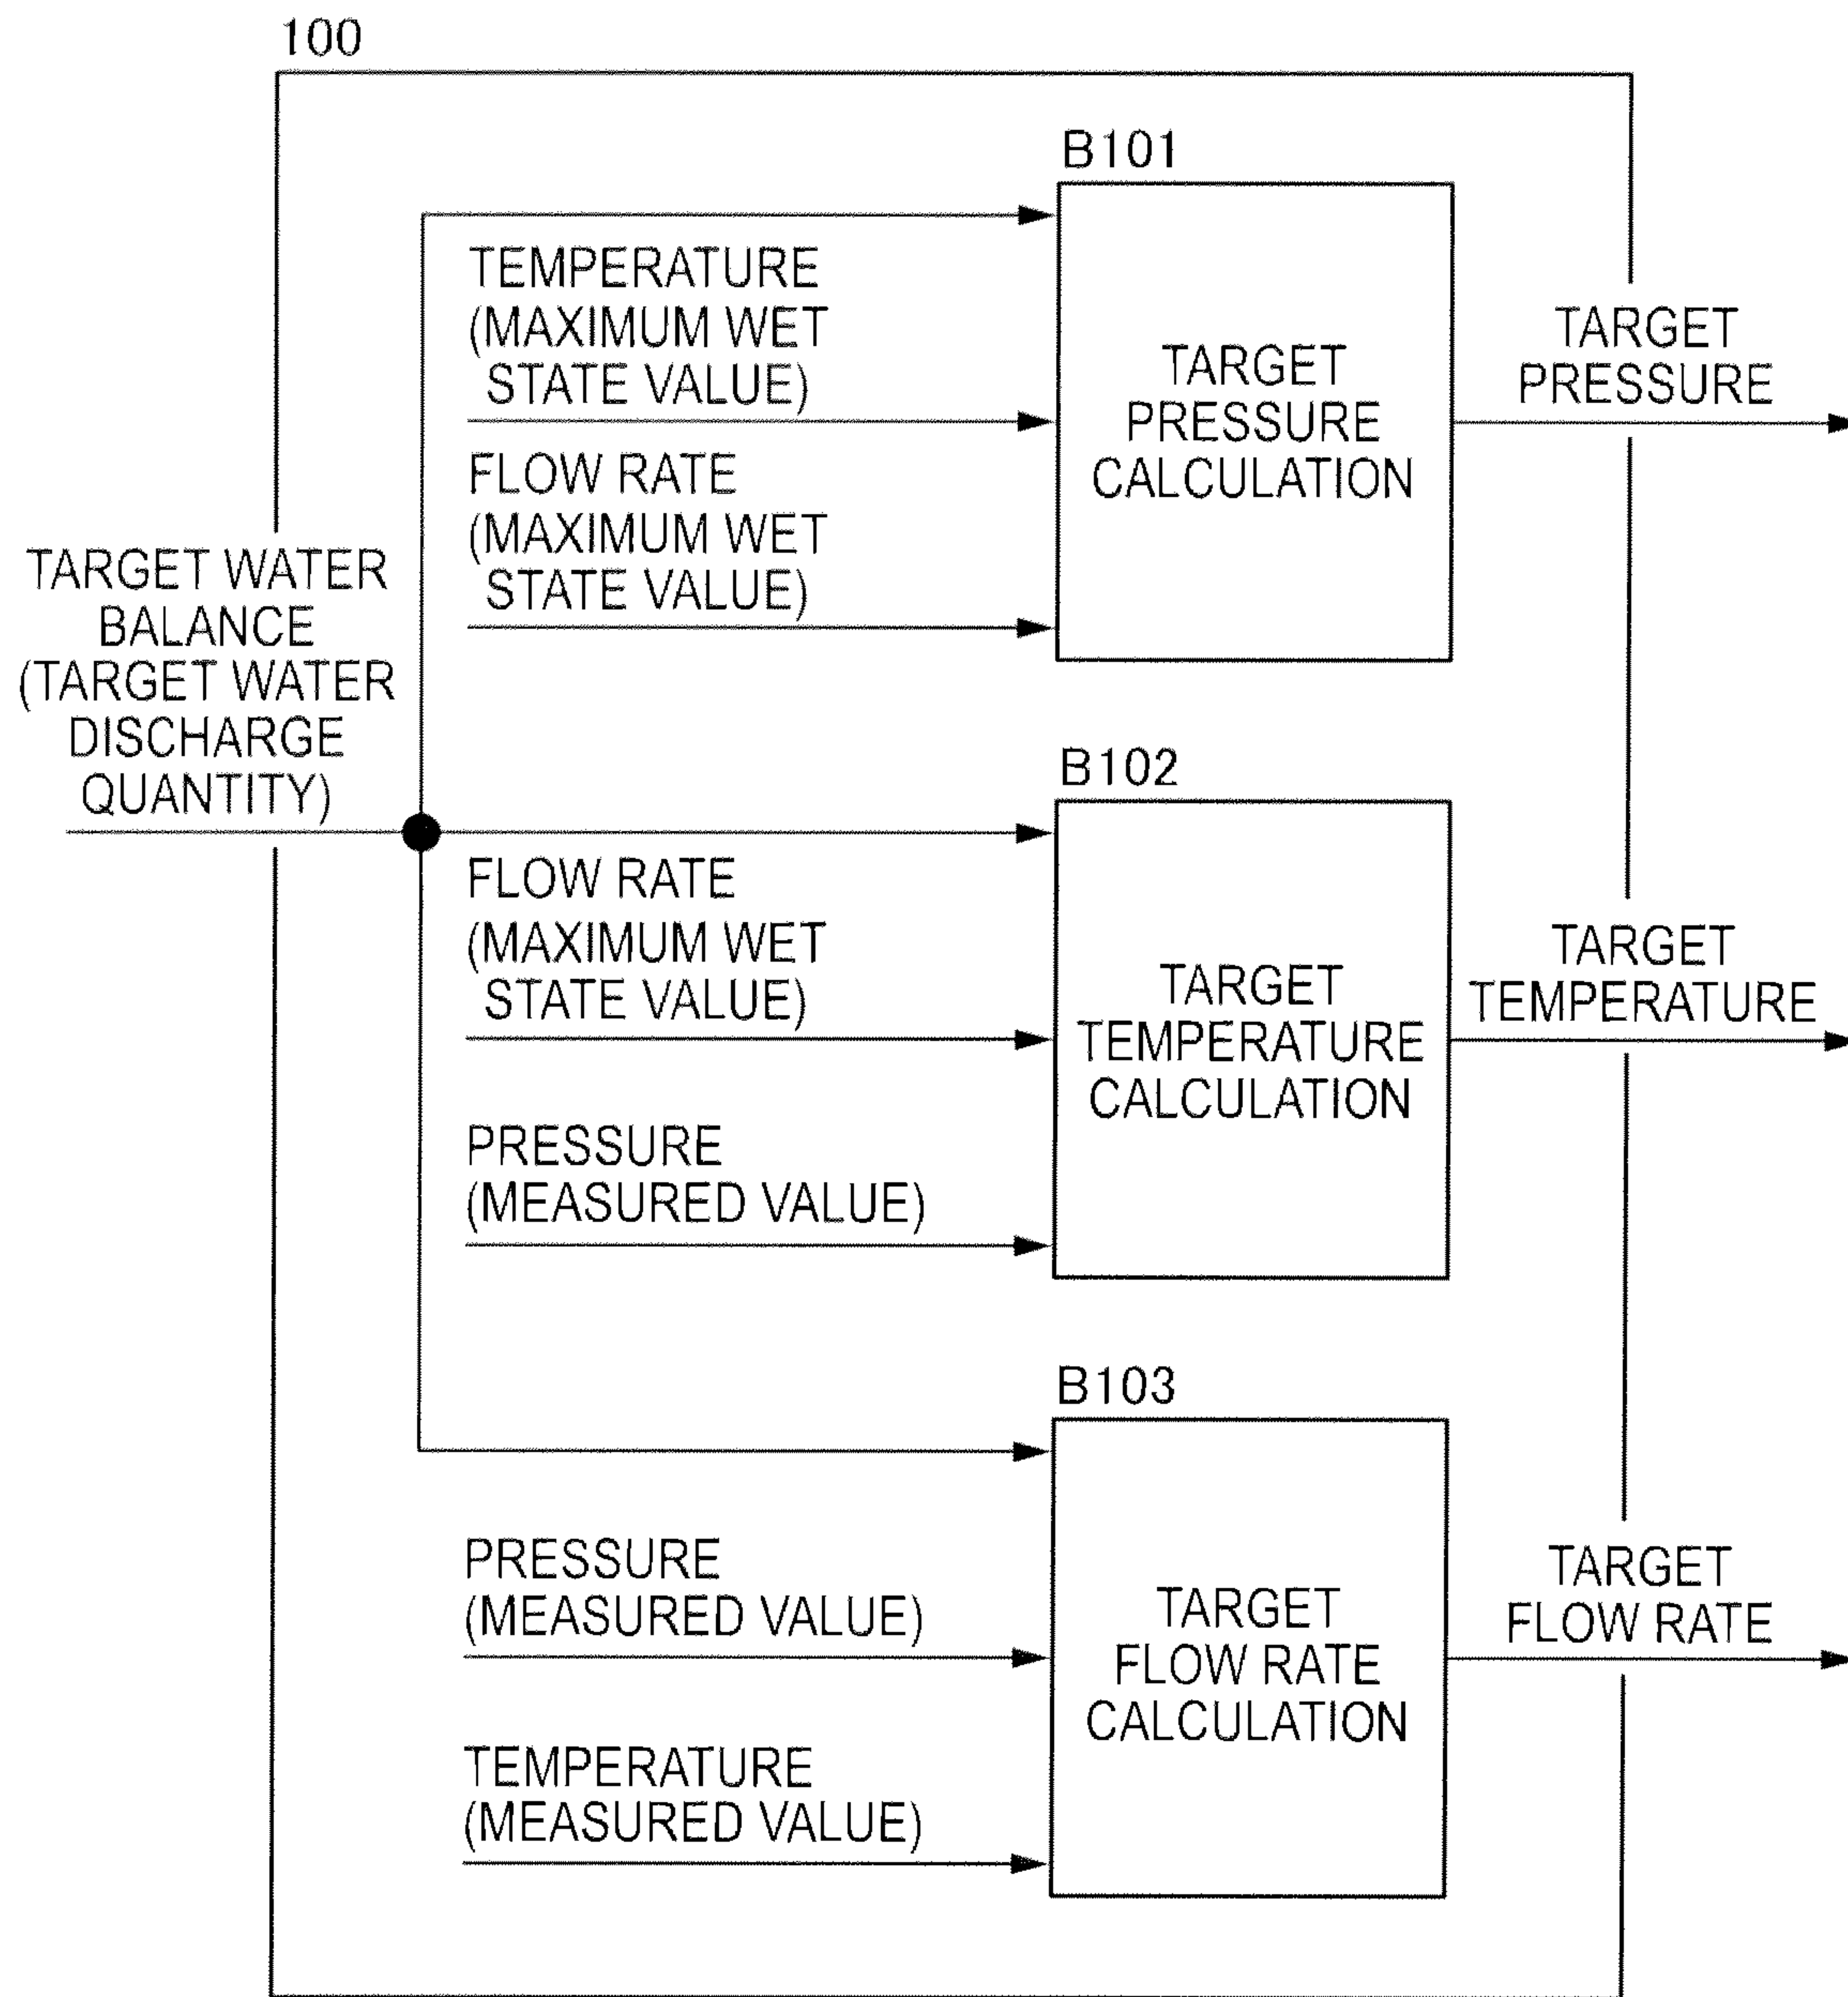 100
B101
TEMPERATURE
(MAXIMUM WET
STATE VALUE)
FLOW RATE
(MAXIMUM WET
STATE VALUE)
TARGET
PRESSURE
CALCULATION
TARGET
PRESSURE
TARGET WATER
BALANCE
(TARGET WATER
DISCHARGE
QUANTITY)
B102
FLOW RATE
(MAXIMUM WET
STATE VALUE)
PRESSURE
(MEASURED VALUE)
TARGET
TEMPERATURE
CALCULATION
TARGET
TEMPERATURE
B103
PRESSURE
(MEASURED VALUE)
TEMPERATURE
(MEASURED VALUE)
TARGET
FLOW RATE
CALCULATION
TARGET
FLOW RATE